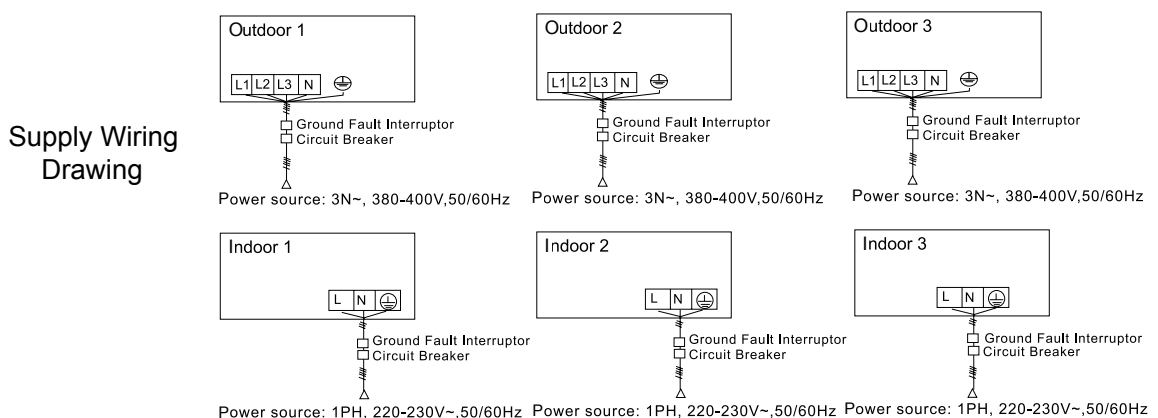 Supply Wiring
Drawing
Outdoor 1
L1 L2 L3 N
Ground Fault Interruptor
Circuit Breaker
Power source: 3N~, 380-400V,50/60Hz
Outdoor 2
L1 L2 L3 N
Ground Fault Interruptor
Circuit Breaker
Power source: 3N~, 380-400V,50/60Hz
Outdoor 3
L1 L2 L3 N
Ground Fault Interruptor
Circuit Breaker
Power source: 3N~, 380-400V,50/60Hz
Indoor 1
L N
Ground Fault Interruptor
Circuit Breaker
Power source: 1PH, 220-230V~,50/60Hz
Indoor 2
L N
Ground Fault Interruptor
Circuit Breaker
Power source: 1PH, 220-230V~,50/60Hz
Indoor 3
L N
Ground Fault Interruptor
Circuit Breaker
Power source: 1PH, 220-230V~,50/60Hz